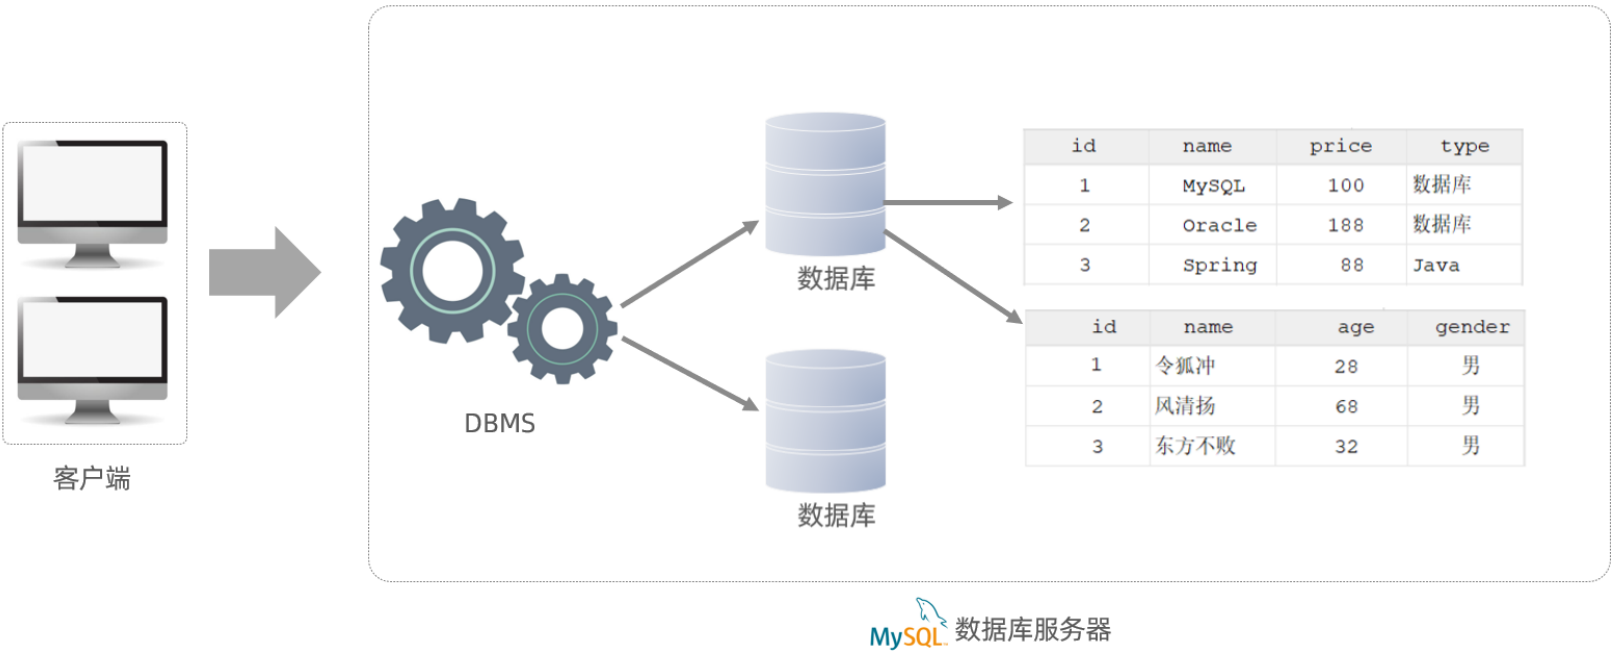 客户端
DBMS
数据库
数据库
id name price type
1 MySQL 100 数据库
2 Oracle 188 数据库
3 Spring 88 Java
id name age gender
1 令狐冲 28 男
2 风清扬 68 男
3 东方不败 32 男
MySQL 数据库服务器